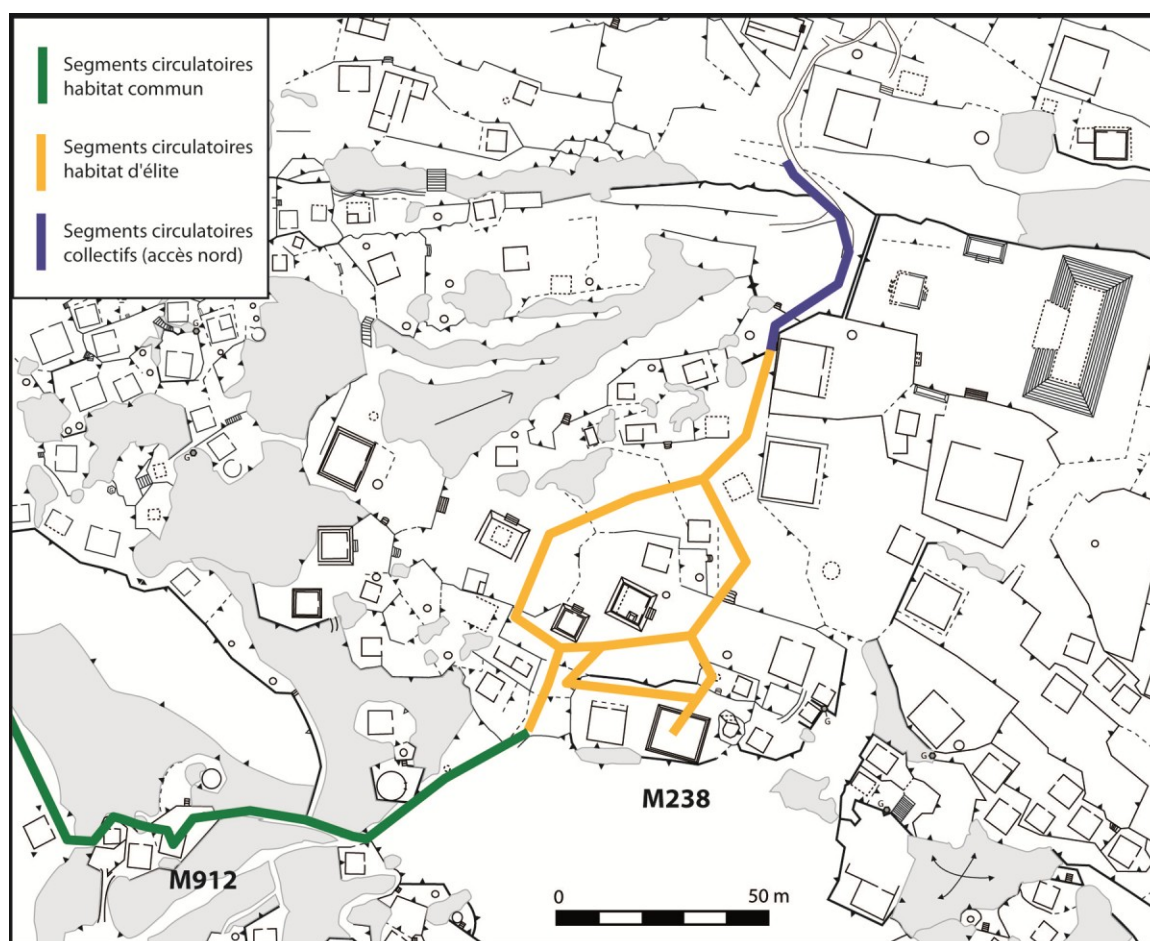 Segments circulatoires
habitat commun
Segments circulatoires
habitat d'élite
Segments circulatoires
collectifs (accès nord)
M238
M912
0 50 m
G
G
G
G
G
G